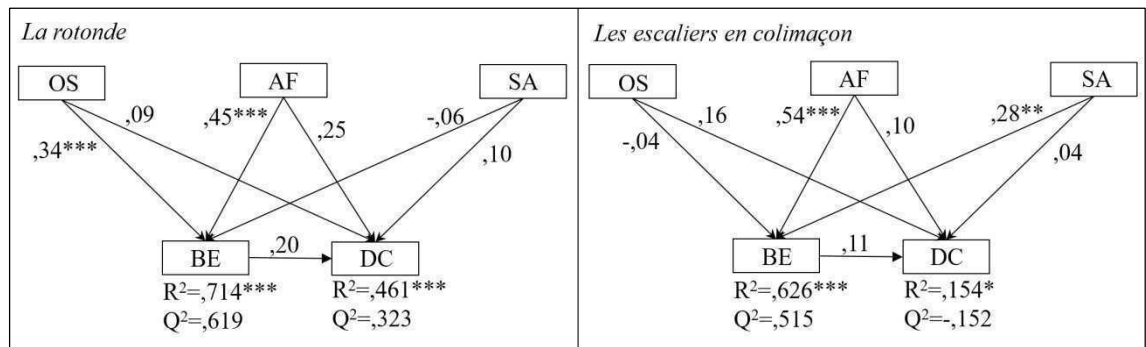 La rotonde
OS
AF
SA
,09
,45***
,25
-,06
,34***
,10
BE
,20
DC
R²=,714***
R²=,461***
Q²=,619
Q²=,323
Les escaliers en colimaçon
OS
AF
SA
,16
,54***
,10
,28**
-,04
,04
BE
,11
DC
R²=,626***
R²=,154*
Q²=,515
Q²=-,152